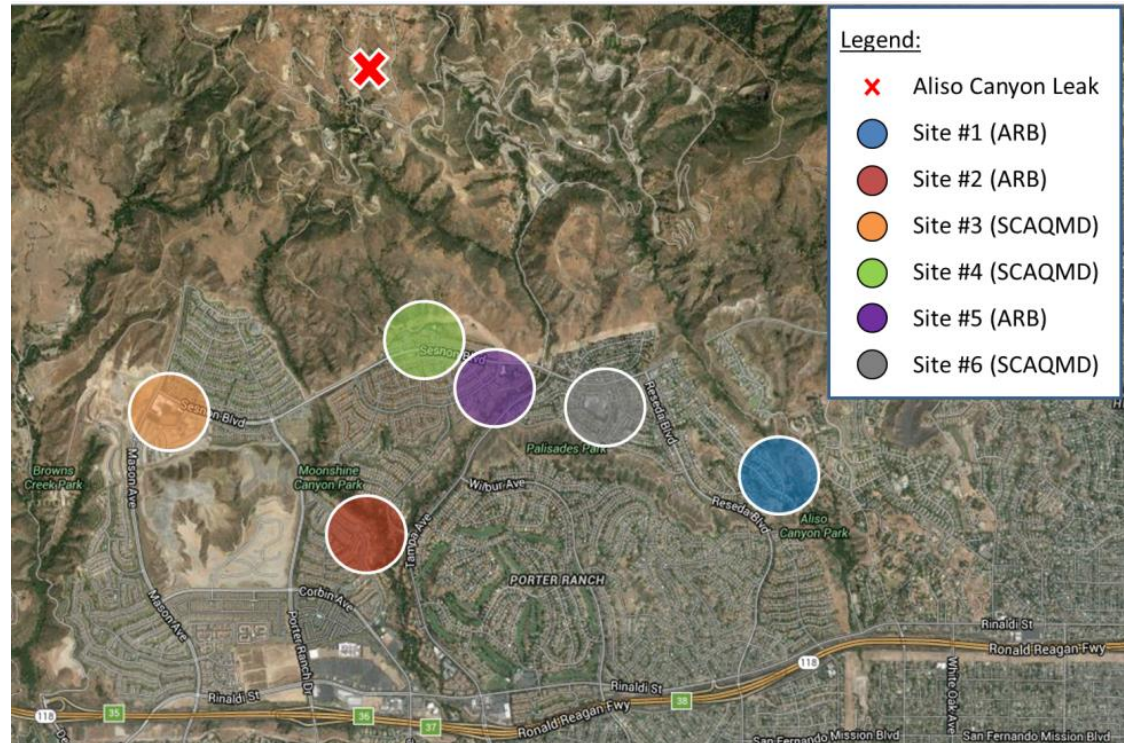 Legend:
Aliso Canyon Leak
Site #1 (ARB)
Site #2 (ARB)
Site #3 (SCAQMD)
Site #4 (SCAQMD)
Site #5 (ARB)
Site #6 (SCAQMD)
Sesnon Blvd
Sesnon Blvd
Reseda Blvd
Palisades Park
Browns
Creek Park
Mason Ave
Moonshine
Canyon Park
Wilbur Ave
Reseda Blvd
Aliso
Canyon Park
Tampa Ave
PORTER RANCH
Corbin Ave
Mason Ave
Porter Ranch Dr
Rinaldi St
Ronald Reagan Fwy
118
White Oak Ave
Rinaldi St
Rinaldi St
38
118
35
36
37
Ronald Reagan Fwy
San Fernando Mission Blvd
San Fernando Mission Blvd